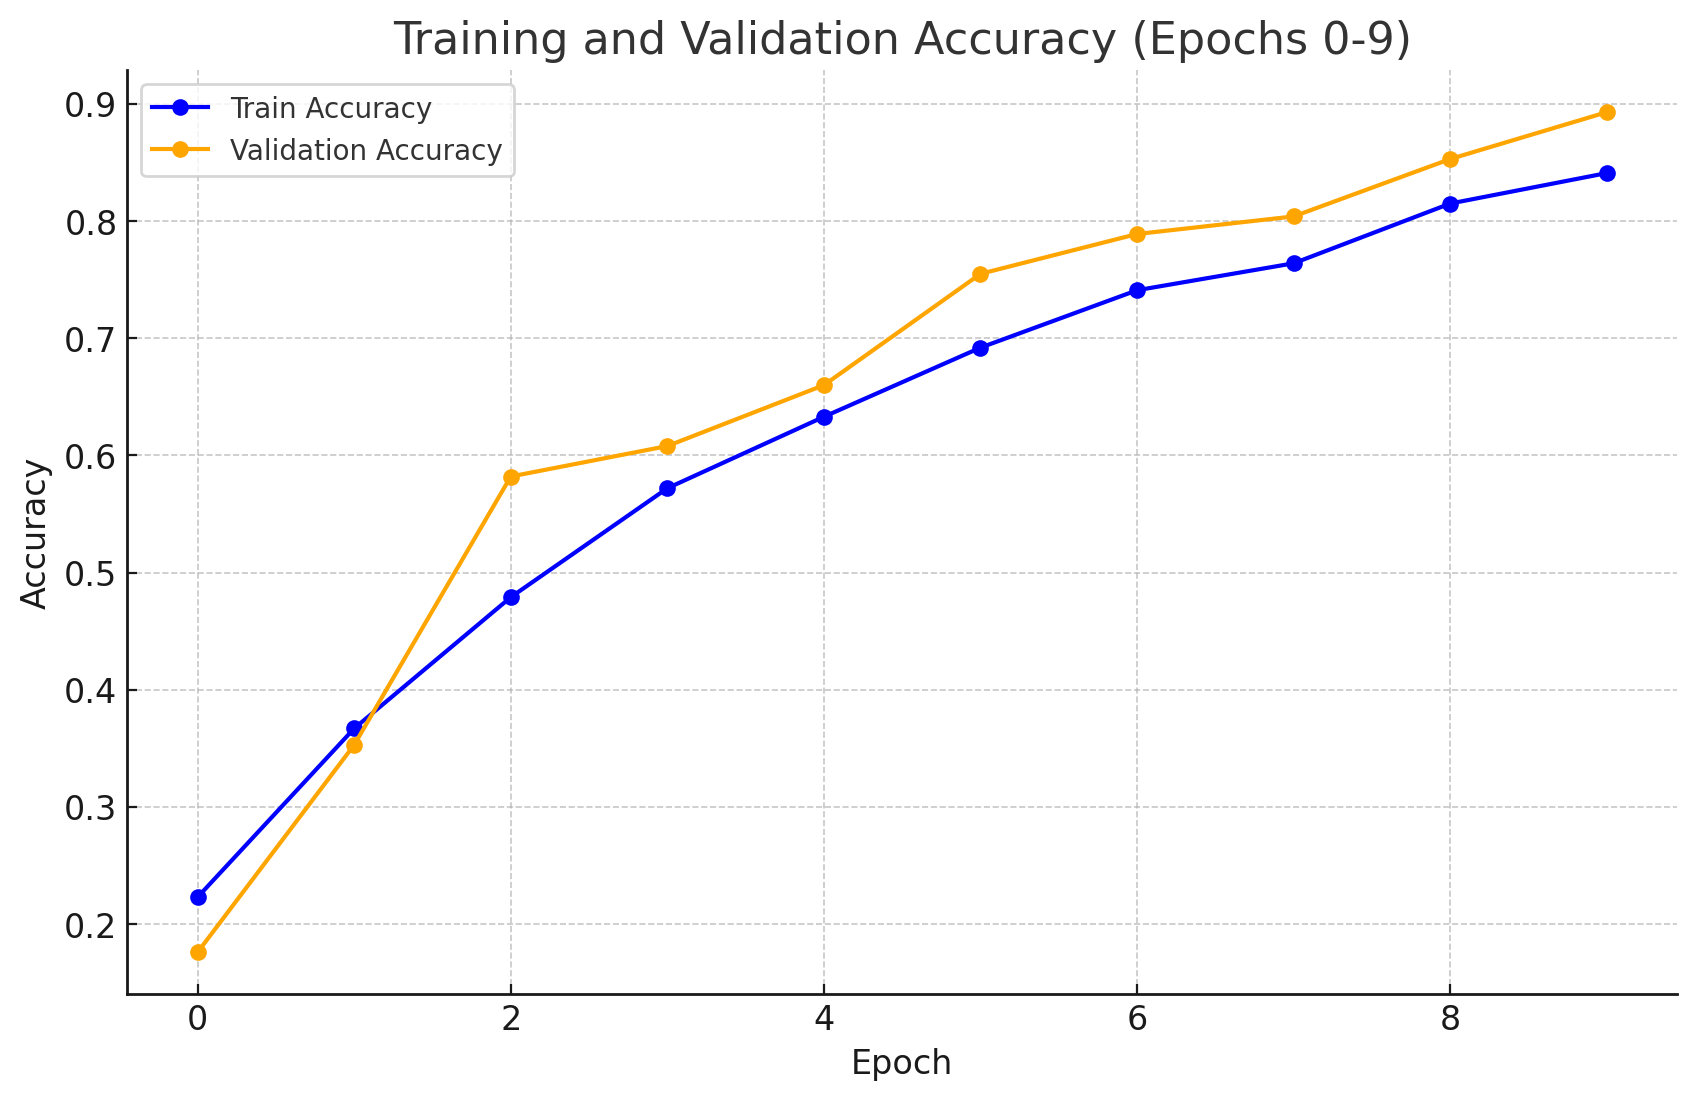 Training and Validation Accuracy (Epochs 0-9)
Train Accuracy
Validation Accuracy
0.9
0.8
0.7
0.6
0.5
0.4
0.3
0.2
Accuracy
0 2 4 6 8
Epoch